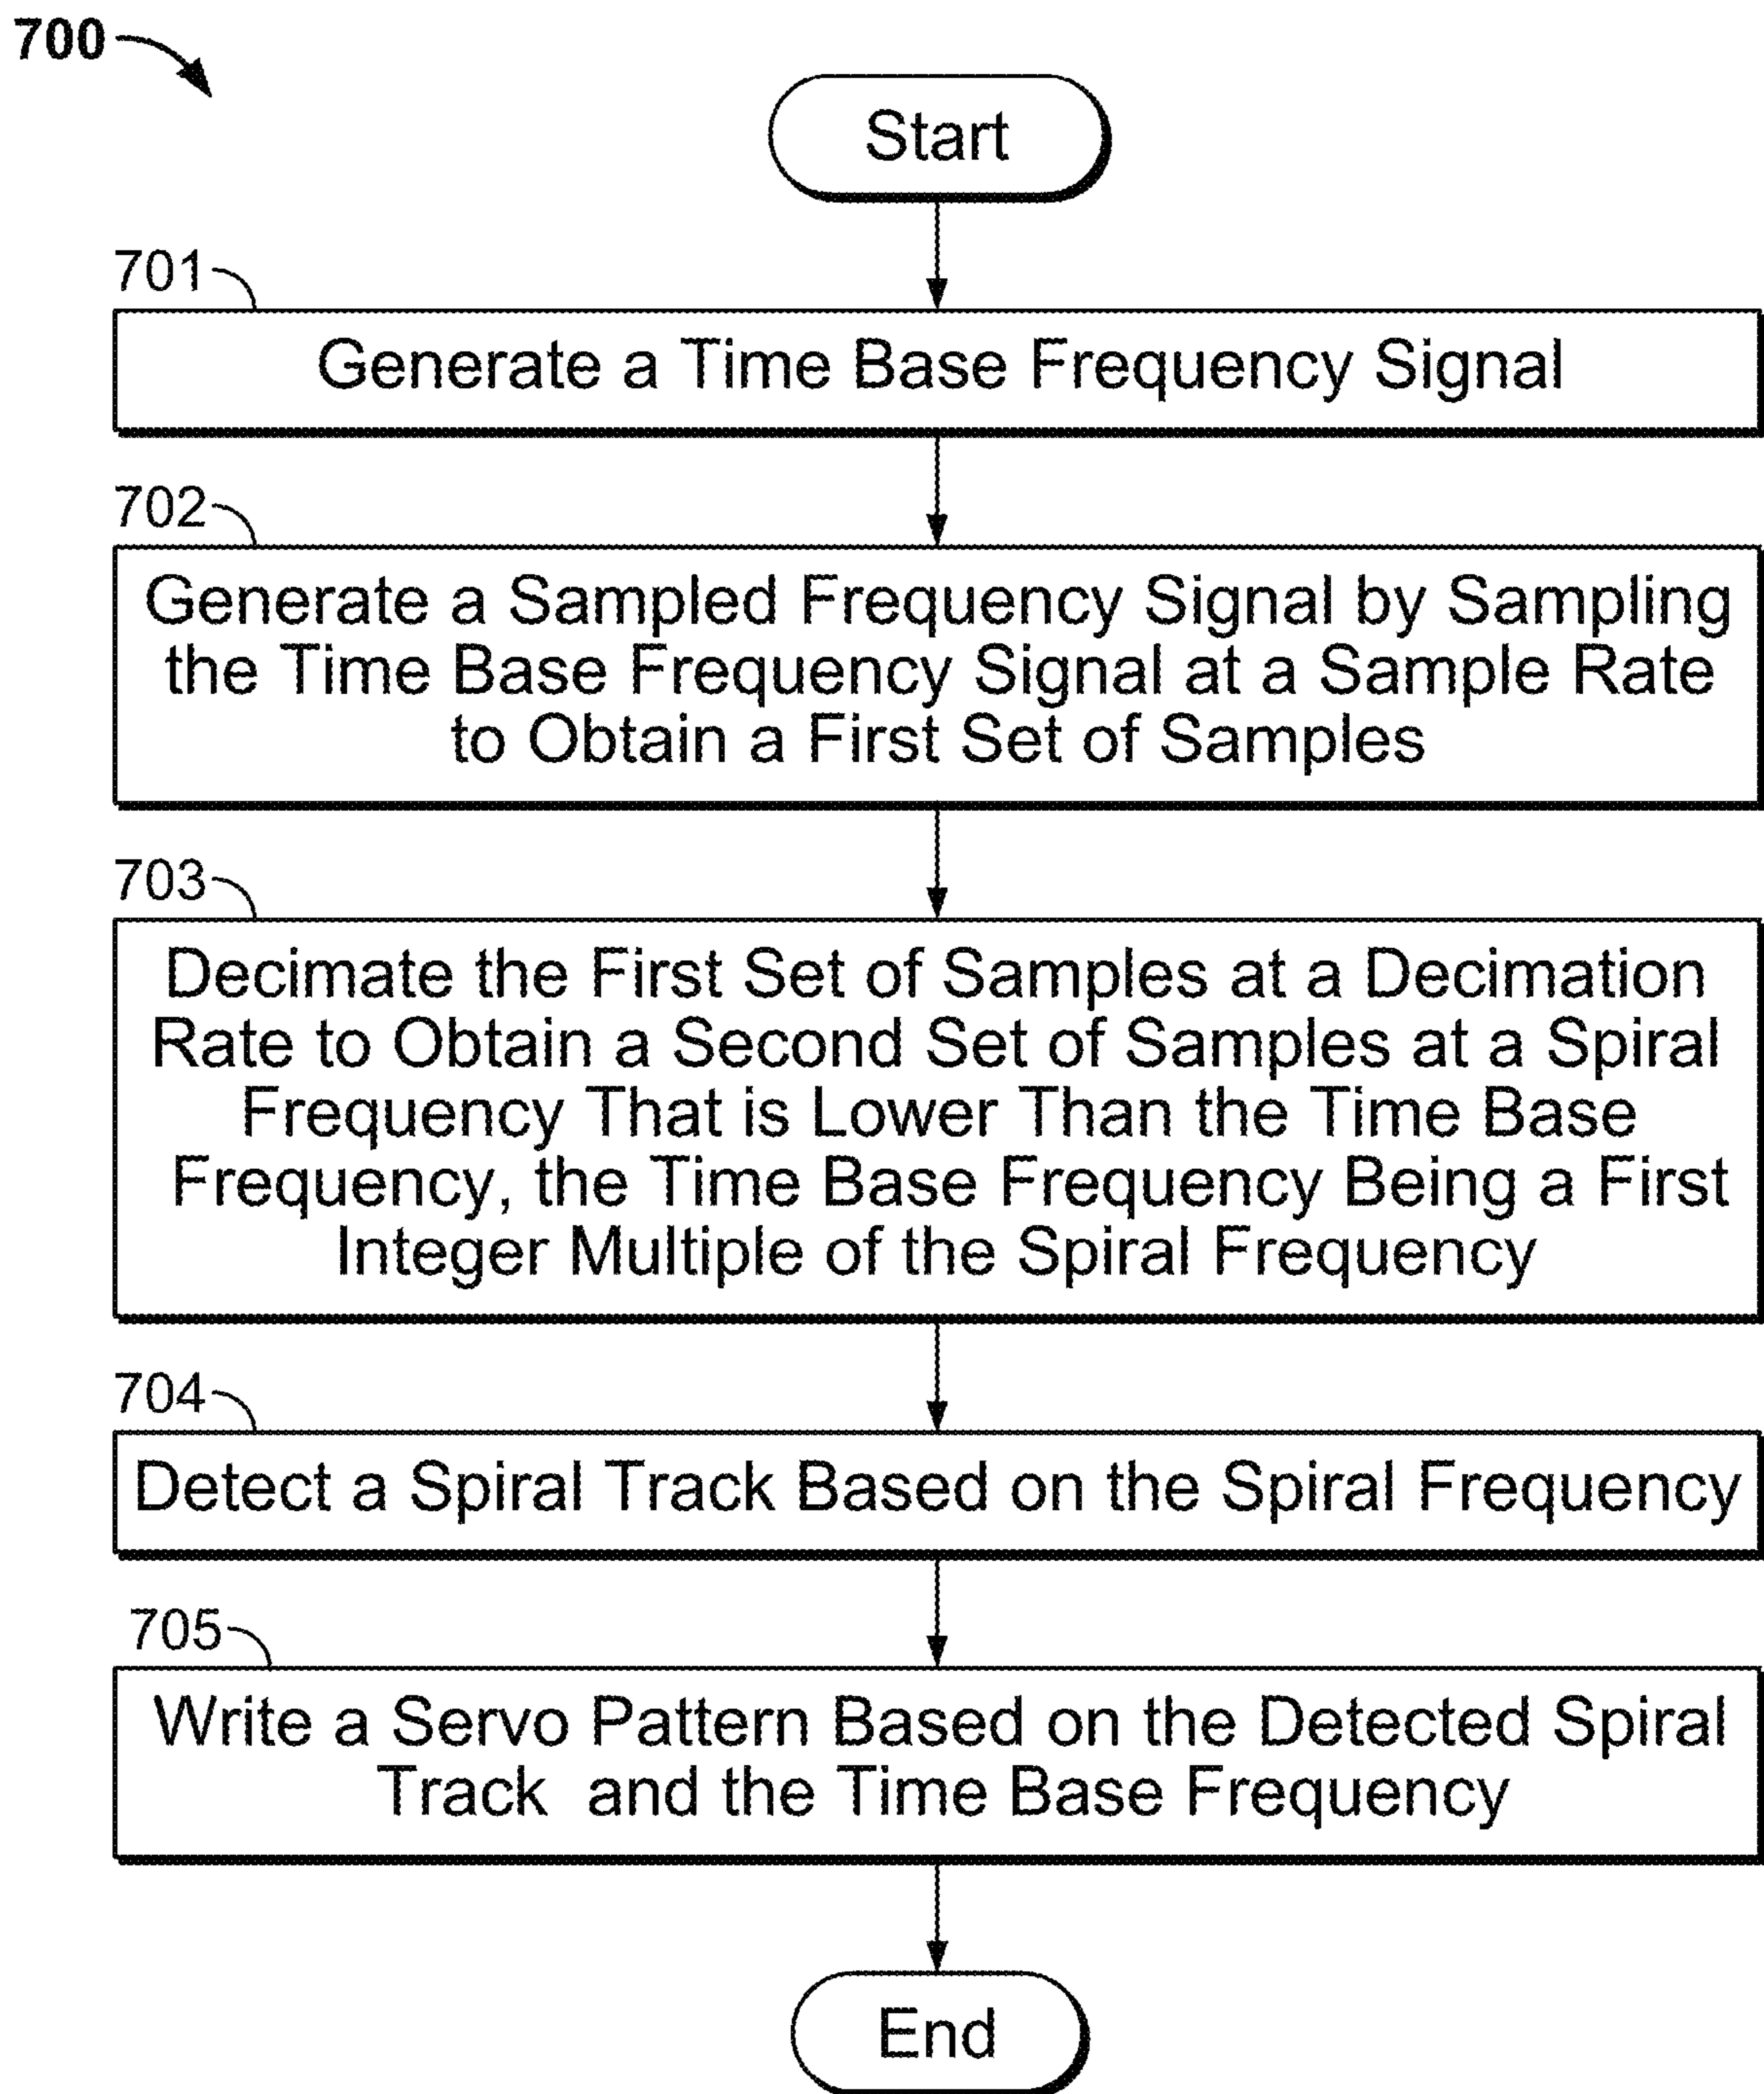 700
Start
701
Generate a Time Base Frequency Signal
702
Generate a Sampled Frequency Signal by Sampling
the Time Base Frequency Signal at a Sample Rate
to Obtain a First Set of Samples
703
Decimate the First Set of Samples at a Decimation
Rate to Obtain a Second Set of Samples at a Spiral
Frequency That is Lower Than the Time Base
Frequency, the Time Base Frequency Being a First
Integer Multiple of the Spiral Frequency
704
Detect a Spiral Track Based on the Spiral Frequency
705
Write a Servo Pattern Based on the Detected Spiral
Track and the Time Base Frequency
End